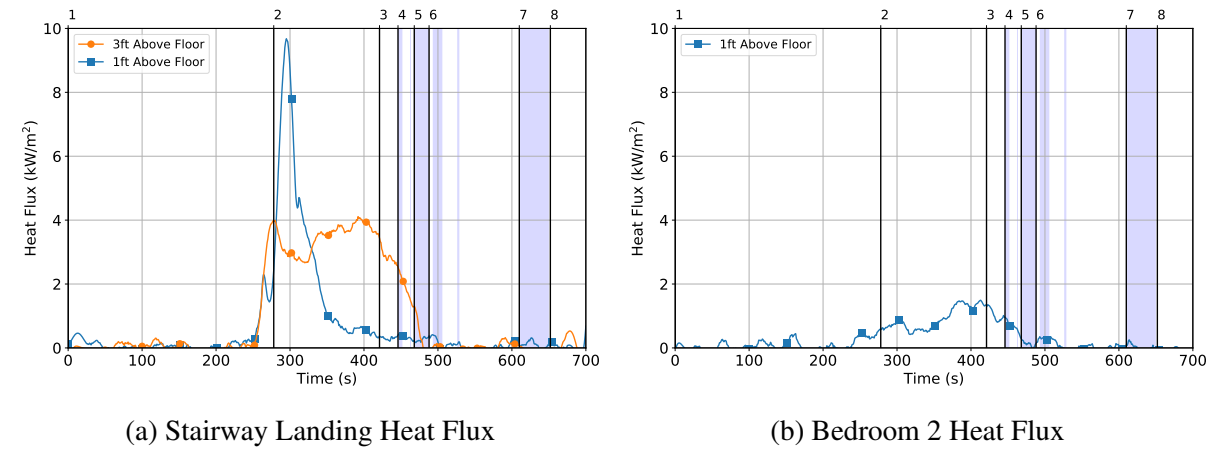 1 2 3 4 5 6 7 8
10
8
6
4
2
0
Heat Flux (kW/m²)
3ft Above Floor
1ft Above Floor
0 100 200 300 400 500 600 700
Time (s)
(a) Stairway Landing Heat Flux
1 2 3 4 5 6 7 8
10
8
6
4
2
0
Heat Flux (kW/m²)
1ft Above Floor
0 100 200 300 400 500 600 700
Time (s)
(b) Bedroom 2 Heat Flux